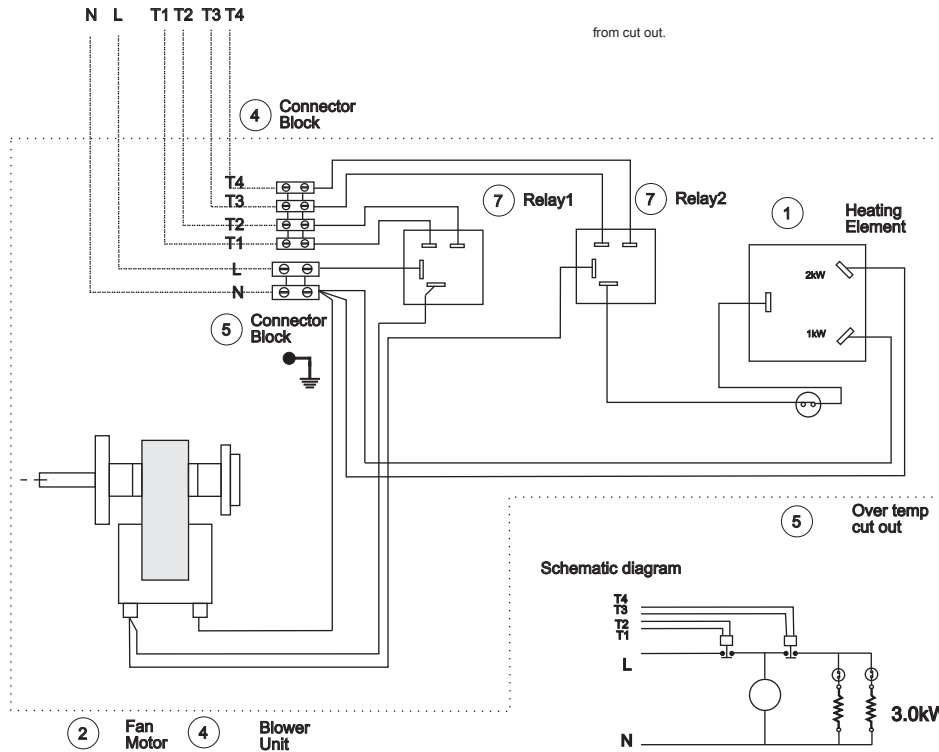 N L T1 T2 T3 T4
from cut out.
4 Connector
Block
T4
T3
T2
T1
L
N
7 Relay1
7 Relay2
1 Heating
Element
2kW
1kW
5 Connector
Block
5 Over temp
cut out
Schematic diagram
T4
T3
T2
T1
L
N
3.0kW
2 Fan
Motor
4 Blower
Unit